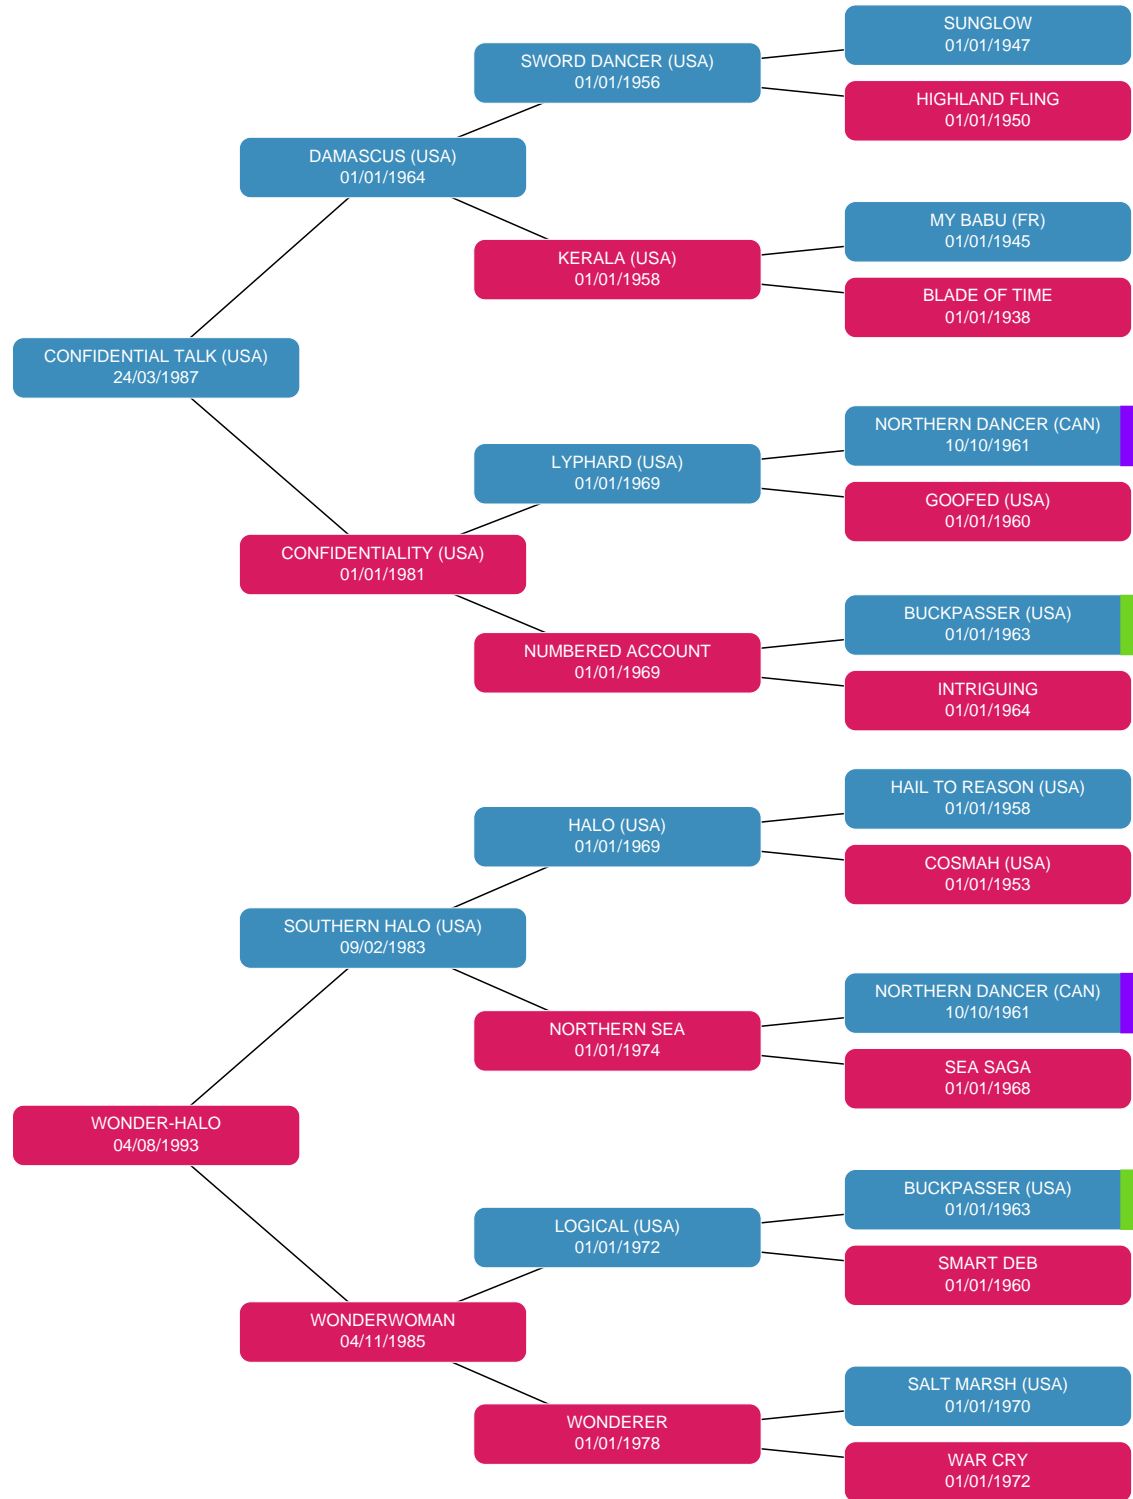 SUNGLOW
01/01/1947
SWORD DANCER (USA)
01/01/1956
HIGHLAND FLING
01/01/1950
DAMASCUS (USA)
01/01/1964
MY BABU (FR)
01/01/1945
KERALA (USA)
01/01/1958
BLADE OF TIME
01/01/1938
CONFIDENTIAL TALK (USA)
24/03/1987
NORTHERN DANCER (CAN)
10/10/1961
LYPHARD (USA)
01/01/1969
GOOFED (USA)
01/01/1960
CONFIDENTIALITY (USA)
01/01/1981
BUCKPASSER (USA)
01/01/1963
NUMBERED ACCOUNT
01/01/1969
INTRIGUING
01/01/1964
HAIL TO REASON (USA)
01/01/1958
HALO (USA)
01/01/1969
COSMAH (USA)
01/01/1953
SOUTHERN HALO (USA)
09/02/1983
NORTHERN DANCER (CAN)
10/10/1961
NORTHERN SEA
01/01/1974
SEA SAGA
01/01/1968
WONDER-HALO
04/08/1993
BUCKPASSER (USA)
01/01/1963
LOGICAL (USA)
01/01/1972
SMART DEB
01/01/1960
WONDERWOMAN
04/11/1985
SALT MARSH (USA)
01/01/1970
WONDERER
01/01/1978
WAR CRY
01/01/1972